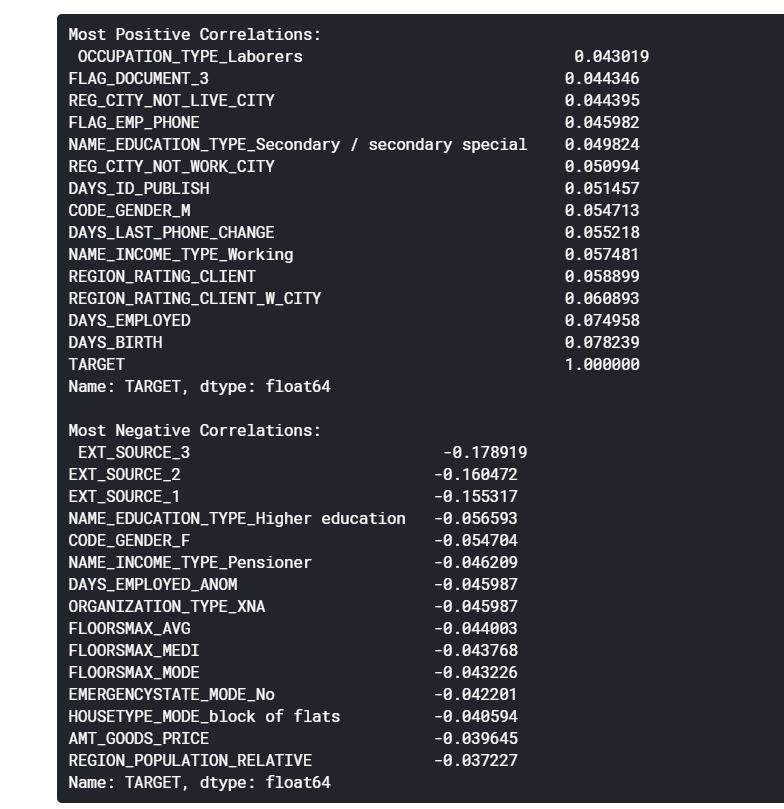 Most Positive Correlations:
 OCCUPATION_TYPE_Laborers                             0.043019
FLAG_DOCUMENT_3                                      0.044346
REG_CITY_NOT_LIVE_CITY                               0.044395
FLAG_EMP_PHONE                                       0.045982
NAME_EDUCATION_TYPE_Secondary / secondary special    0.049824
REG_CITY_NOT_WORK_CITY                               0.050994
DAYS_ID_PUBLISH                                      0.051457
CODE_GENDER_M                                        0.054713
DAYS_LAST_PHONE_CHANGE                               0.055218
NAME_INCOME_TYPE_Working                             0.057481
REGION_RATING_CLIENT                                 0.058899
REGION_RATING_CLIENT_W_CITY                          0.060893
DAYS_EMPLOYED                                        0.074958
DAYS_BIRTH                                           0.078239
TARGET                                               1.000000
Name: TARGET, dtype: float64

Most Negative Correlations:
 EXT_SOURCE_3                           -0.178919
EXT_SOURCE_2                           -0.160472
EXT_SOURCE_1                           -0.155317
NAME_EDUCATION_TYPE_Higher education   -0.056593
CODE_GENDER_F                          -0.054704
NAME_INCOME_TYPE_Pensioner             -0.046209
DAYS_EMPLOYED_ANOM                     -0.045987
ORGANIZATION_TYPE_XNA                  -0.045987
FLOORSMAX_AVG                          -0.044003
FLOORSMAX_MEDI                         -0.043768
FLOORSMAX_MODE                         -0.043226
EMERGENCYSTATE_MODE_No                 -0.042201
HOUSETYPE_MODE_block of flats          -0.040594
AMT_GOODS_PRICE                        -0.039645
REGION_POPULATION_RELATIVE             -0.037227
Name: TARGET, dtype: float64